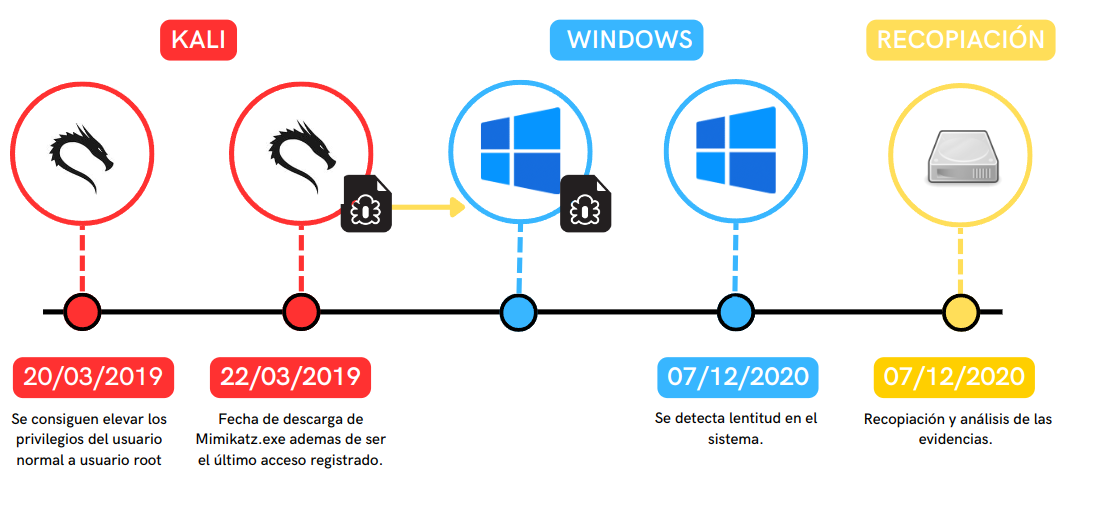 KALI
WINDOWS
RECOPIACIÓN
20/03/2019
Se consiguen elevar los
privilegios del usuario
normal a usuario root
22/03/2019
Fecha de descarga de
Mimikatz.exe ademas de ser
el último acceso registrado.
07/12/2020
Se detecta lentitud en el
sistema.
07/12/2020
Recopiación y análisis de las
evidencias.